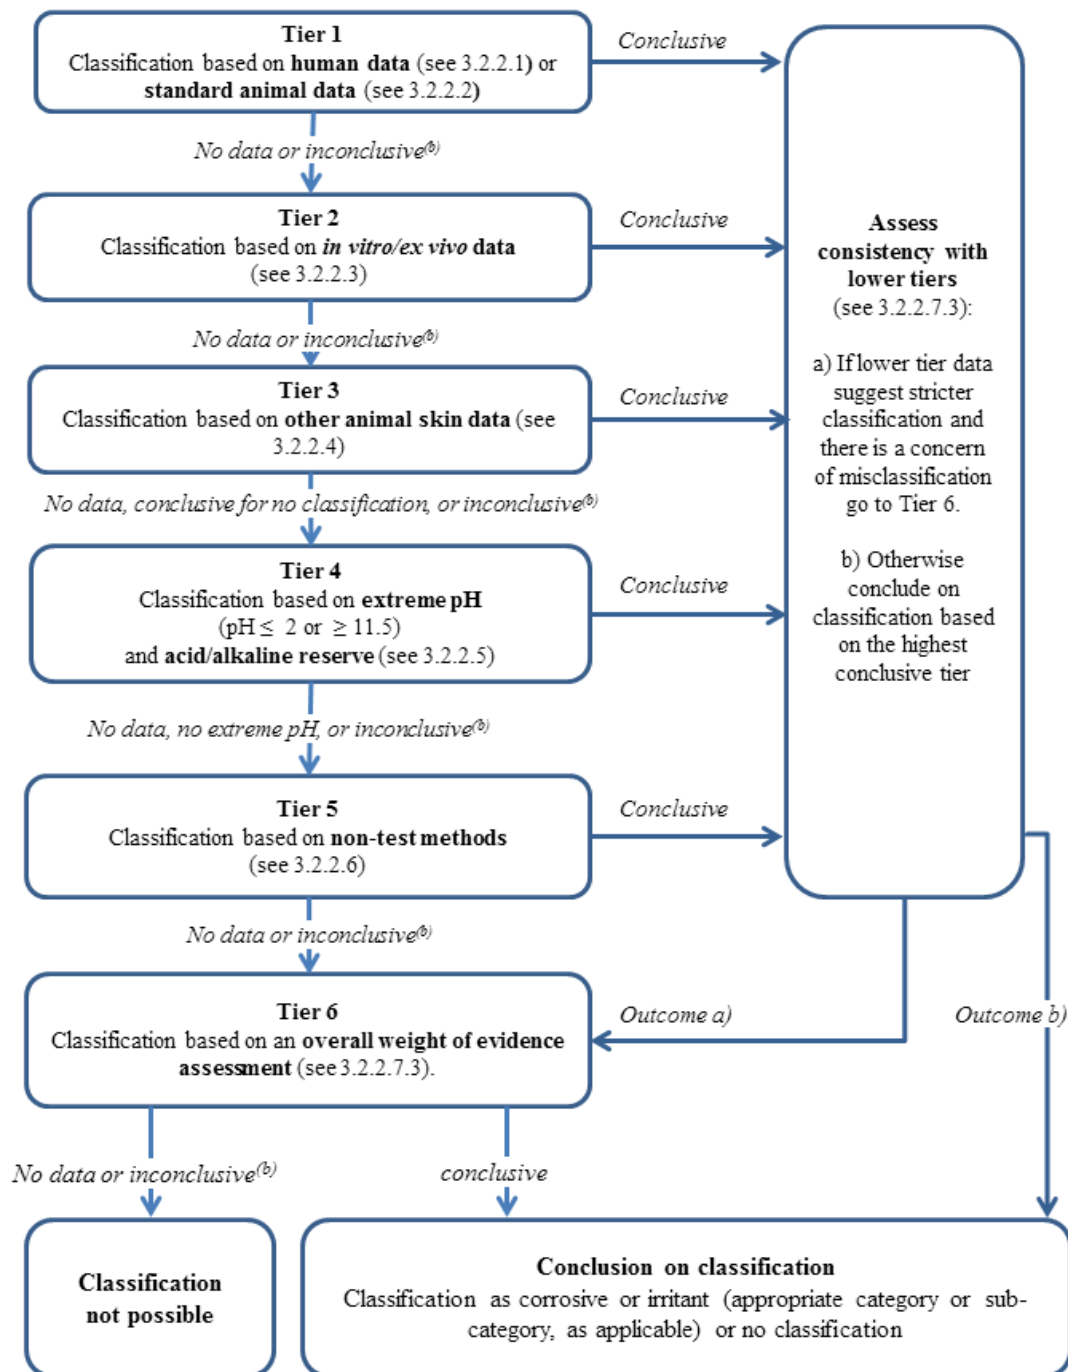 Tier 1
Classification based on human data (see 3.2.2.1) or
standard animal data (see 3.2.2.2)
Conclusive
No data or inconclusive(b)
Tier 2
Classification based on in vitro/ex vivo data
(see 3.2.2.3)
Conclusive
No data or inconclusive(b)
Tier 3
Classification based on other animal skin data (see
3.2.2.4)
Conclusive
No data, conclusive for no classification, or inconclusive(b)
Tier 4
Classification based on extreme pH
(pH ≤ 2 or ≥ 11.5)
and acid/alkaline reserve (see 3.2.2.5)
Conclusive
No data, no extreme pH, or inconclusive(b)
Tier 5
Classification based on non-test methods
(see 3.2.2.6)
Conclusive
No data or inconclusive(b)
Assess
consistency with
lower tiers
(see 3.2.2.7.3):
a) If lower tier data
suggest stricter
classification and
there is a concern
of misclassification
go to Tier 6.
b) Otherwise
conclude on
classification based
on the highest
conclusive tier
Tier 6
Classification based on an overall weight of evidence
assessment (see 3.2.2.7.3).
Outcome a)
Outcome b)
No data or inconclusive(b)
conclusive
Classification
not possible
Conclusion on classification
Classification as corrosive or irritant (appropriate category or sub-
category, as applicable) or no classification